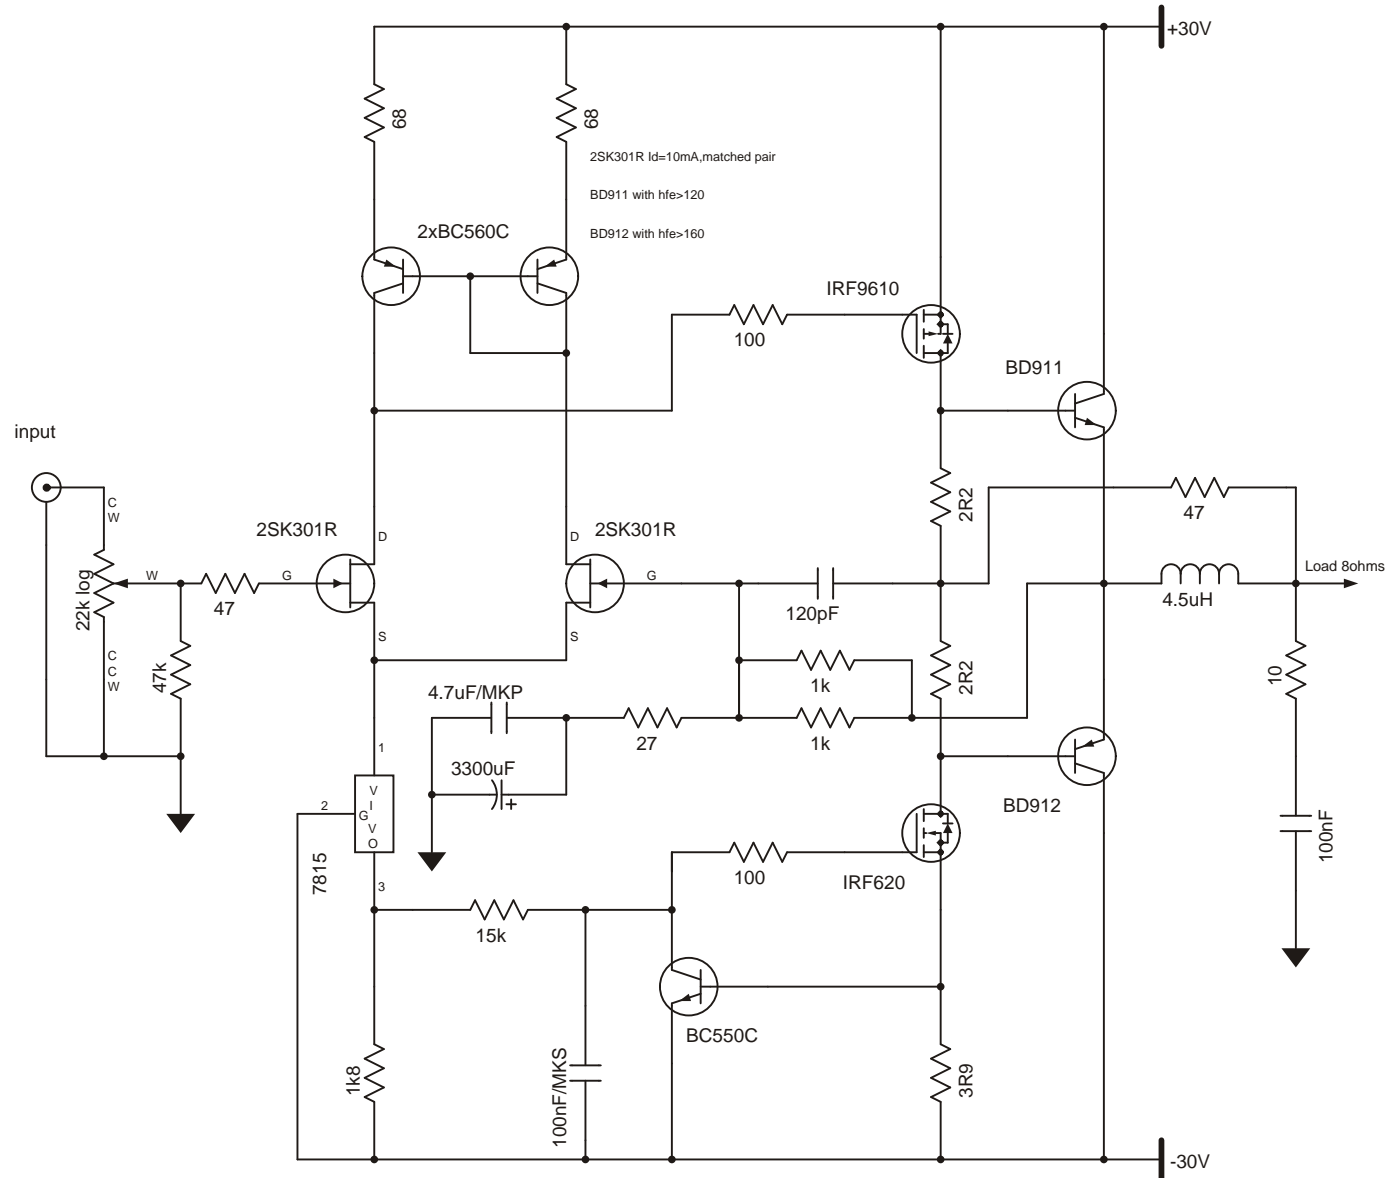 +30V
68
68
2SK301R Id=10mA,matched pair
BD911 with hfe>120
BD912 with hfe>160
2xBC560C
IRF9610
100
BD911
input
C
W
2R2
47
2SK301R
D
2SK301R
D
22k log
W
47
G
G
120pF
4.5uH
Load 8ohms
S
S
C
C
W
47k
1k
2R2
10
4.7uF/MKP
27
1k
1
3300uF
+
BD912
2
V
I
G
V
O
7815
100nF
3
100
IRF620
15k
BC550C
1k8
100nF/MKS
3R9
-30V